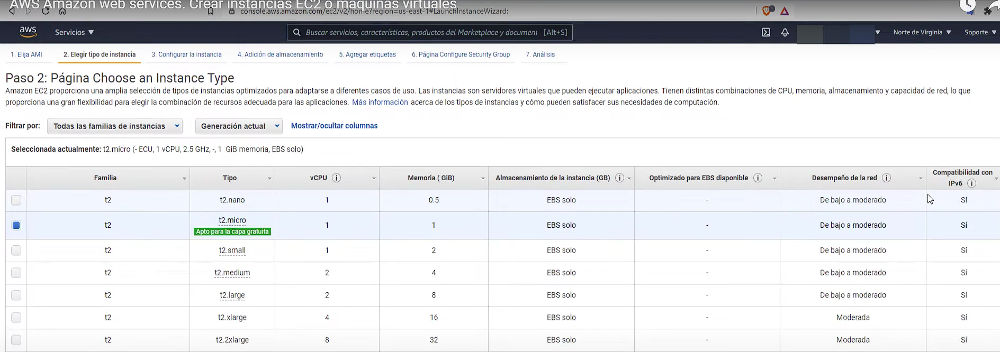 AWS Amazon web services. Crear instancias EC2 o máquinas virtuales
console.aws.amazon.com/ec2/v2/home?region=us-east-1#LaunchInstanceWizard:
1
aws
Servicios
Buscar servicios, características, productos del Marketplace y document [Alt+S]
Norte de Virginia
Soporte
1. Elija AMI
2. Elegir tipo de instancia
3. Configurar la instancia
4. Adición de almacenamiento
5. Agregar etiquetas
6. Página Configure Security Group
7. Análisis
Paso 2: Página Choose an Instance Type
Amazon EC2 proporciona una amplia selección de tipos de instancias optimizados para adaptarse a diferentes casos de uso. Las instancias son servidores virtuales que pueden ejecutar aplicaciones. Tienen distintas combinaciones de CPU, memoria, almacenamiento y capacidad de red, lo que
proporciona una gran flexibilidad para elegir la combinación de recursos adecuada para las aplicaciones. Más información acerca de los tipos de instancias y cómo pueden satisfacer sus necesidades de computación.
Filtrar por: Todas las familias de instancias Generación actual Mostrar/ocultar columnas
Seleccionada actualmente: t2.micro (- ECU, 1 vCPU, 2.5 GHz, -, 1 GiB memoria, EBS solo)
Familia Tipo vCPU Memoria ( GiB) Almacenamiento de la instancia (GB) Optimizado para EBS disponible Desempeño de la red Compatibilidad con
IPv6
t2 t2.nano 1 0.5 EBS solo - De bajo a moderado Sí
t2 t2.micro 1 1 EBS solo - De bajo a moderado Sí
Apto para la capa gratuita
t2 t2.small 1 2 EBS solo - De bajo a moderado Sí
t2 t2.medium 2 4 EBS solo - De bajo a moderado Sí
t2 t2.large 2 8 EBS solo - De bajo a moderado Sí
t2 t2.xlarge 4 16 EBS solo - Moderada Sí
t2 t2.2xlarge 8 32 EBS solo - Moderada Sí